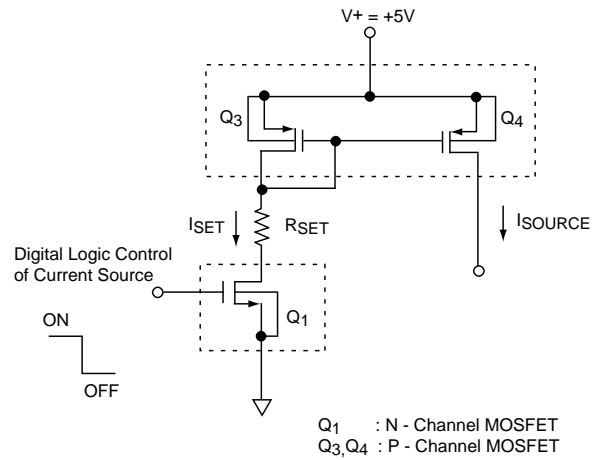 V+ = +5V
Q3
Q4
ISET
RSET
ISOURCE
Digital Logic Control
of Current Source
Q1
ON
OFF
Q1 : N - Channel MOSFET
Q3,Q4 : P - Channel MOSFET